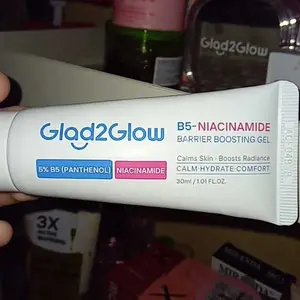 Glad2Glow
Glad2Glow
B5-NIACINAMIDE
BARRIER BOOSTING GEL
5% B5 (PANTHENOL) NIACINAMIDE
Calms Skin · Boosts Radiance
CALM·HYDRATE·COMFORT
30ml / 1.01 FL.OZ.
3X